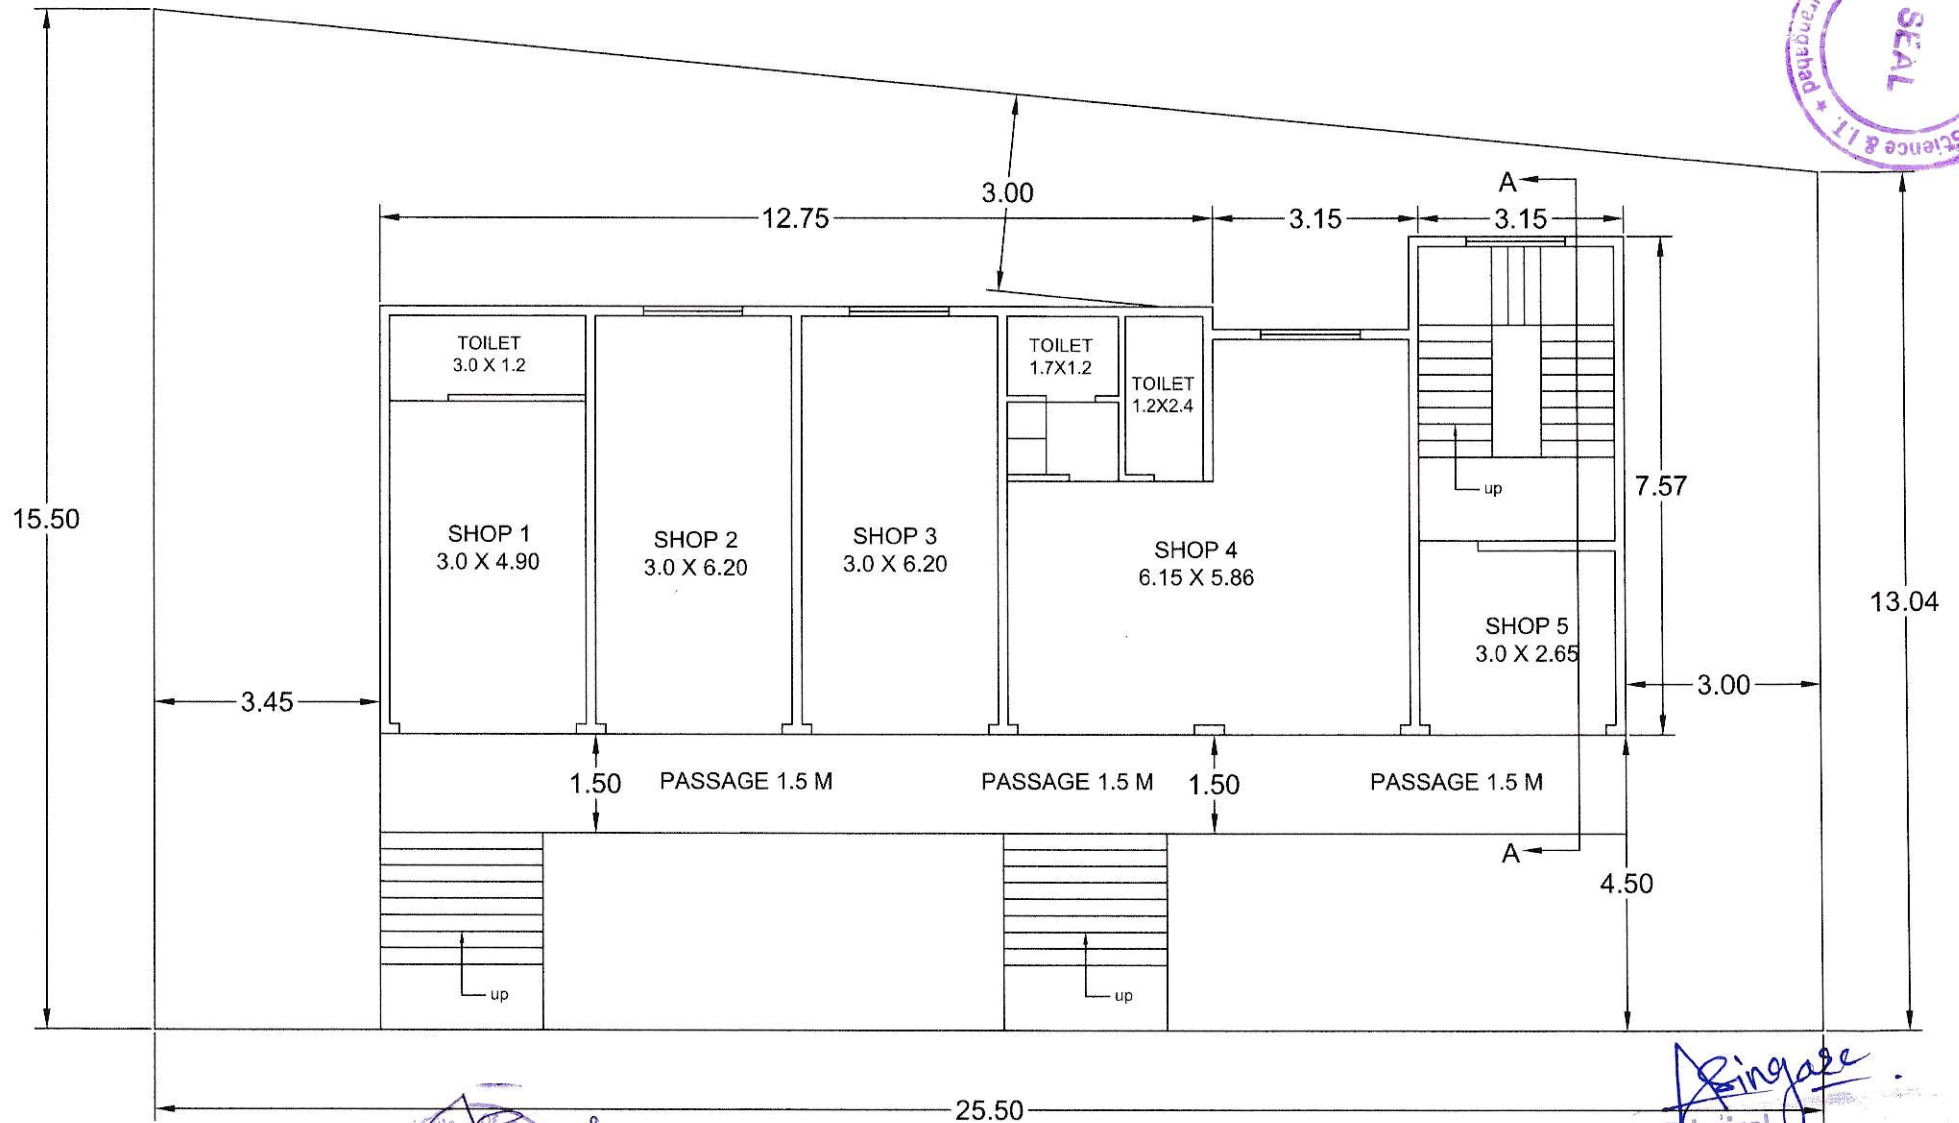 SEAL
Science & I.T. ★
3.00
A
12.75
3.15
3.15
TOILET
3.0 X 1.2
TOILET
1.7X1.2
TOILET
1.2X2.4
up
7.57
15.50
SHOP 1
3.0 X 4.90
SHOP 2
3.0 X 6.20
SHOP 3
3.0 X 6.20
SHOP 4
6.15 X 5.86
SHOP 5
3.0 X 2.65
13.04
3.45
3.00
1.50
PASSAGE 1.5 M
PASSAGE 1.5 M
1.50
PASSAGE 1.5 M
A
4.50
up
up
25.50